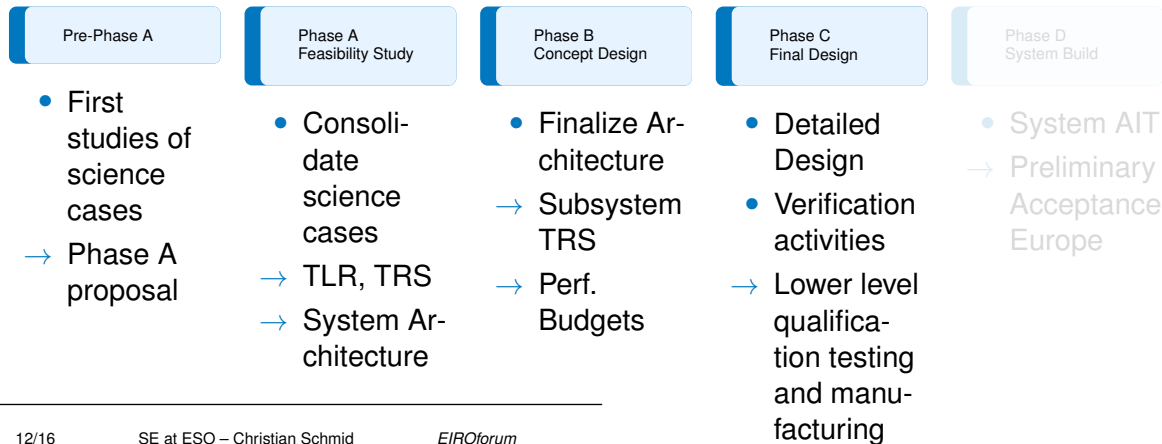 Pre-Phase A
• First
studies of
science
cases
→ Phase A
proposal
Phase A
Feasibility Study
• Consoli-
date
science
cases
→ TLR, TRS
→ System Ar-
chitecture
Phase B
Concept Design
• Finalize Ar-
chitecture
→ Subsystem
TRS
→ Perf.
Budgets
Phase C
Final Design
• Detailed
Design
• Verification
activities
→ Lower level
qualifica-
tion testing
and manu-
facturing
Phase D
System Build
• System AIT
→ Preliminary
Acceptance
Europe
12/16 SE at ESO – Christian Schmid EIROforum